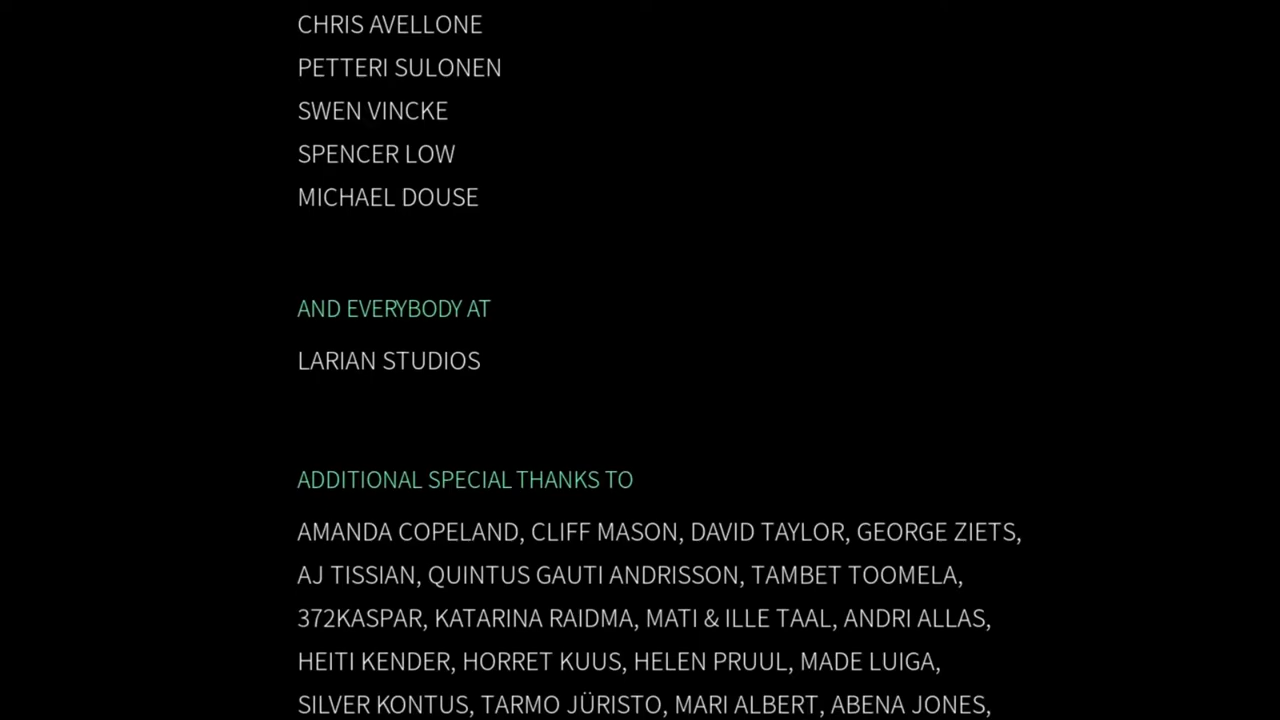 CHRIS AVELLONE
PETTERI SULONEN
SWEN VINCKE
SPENCER LOW
MICHAEL DOUSE
AND EVERYBODY AT
LARIAN STUDIOS
ADDITIONAL SPECIAL THANKS TO
AMANDA COPELAND, CLIFF MASON, DAVID TAYLOR, GEORGE ZIETS,
AJ TISSIAN, QUINTUS GAUTI ANDRISSON, TAMBET TOOMELA,
372KASPAR, KATARINA RAIDMA, MATI & ILLE TAAL, ANDRI ALLAS,
HEITI KENDER, HORRET KUUS, HELEN PRUUL, MADE LUIGA,
SILVER KONTUS, TARMO JÜRISTO, MARI ALBERT, ABENA JONES,